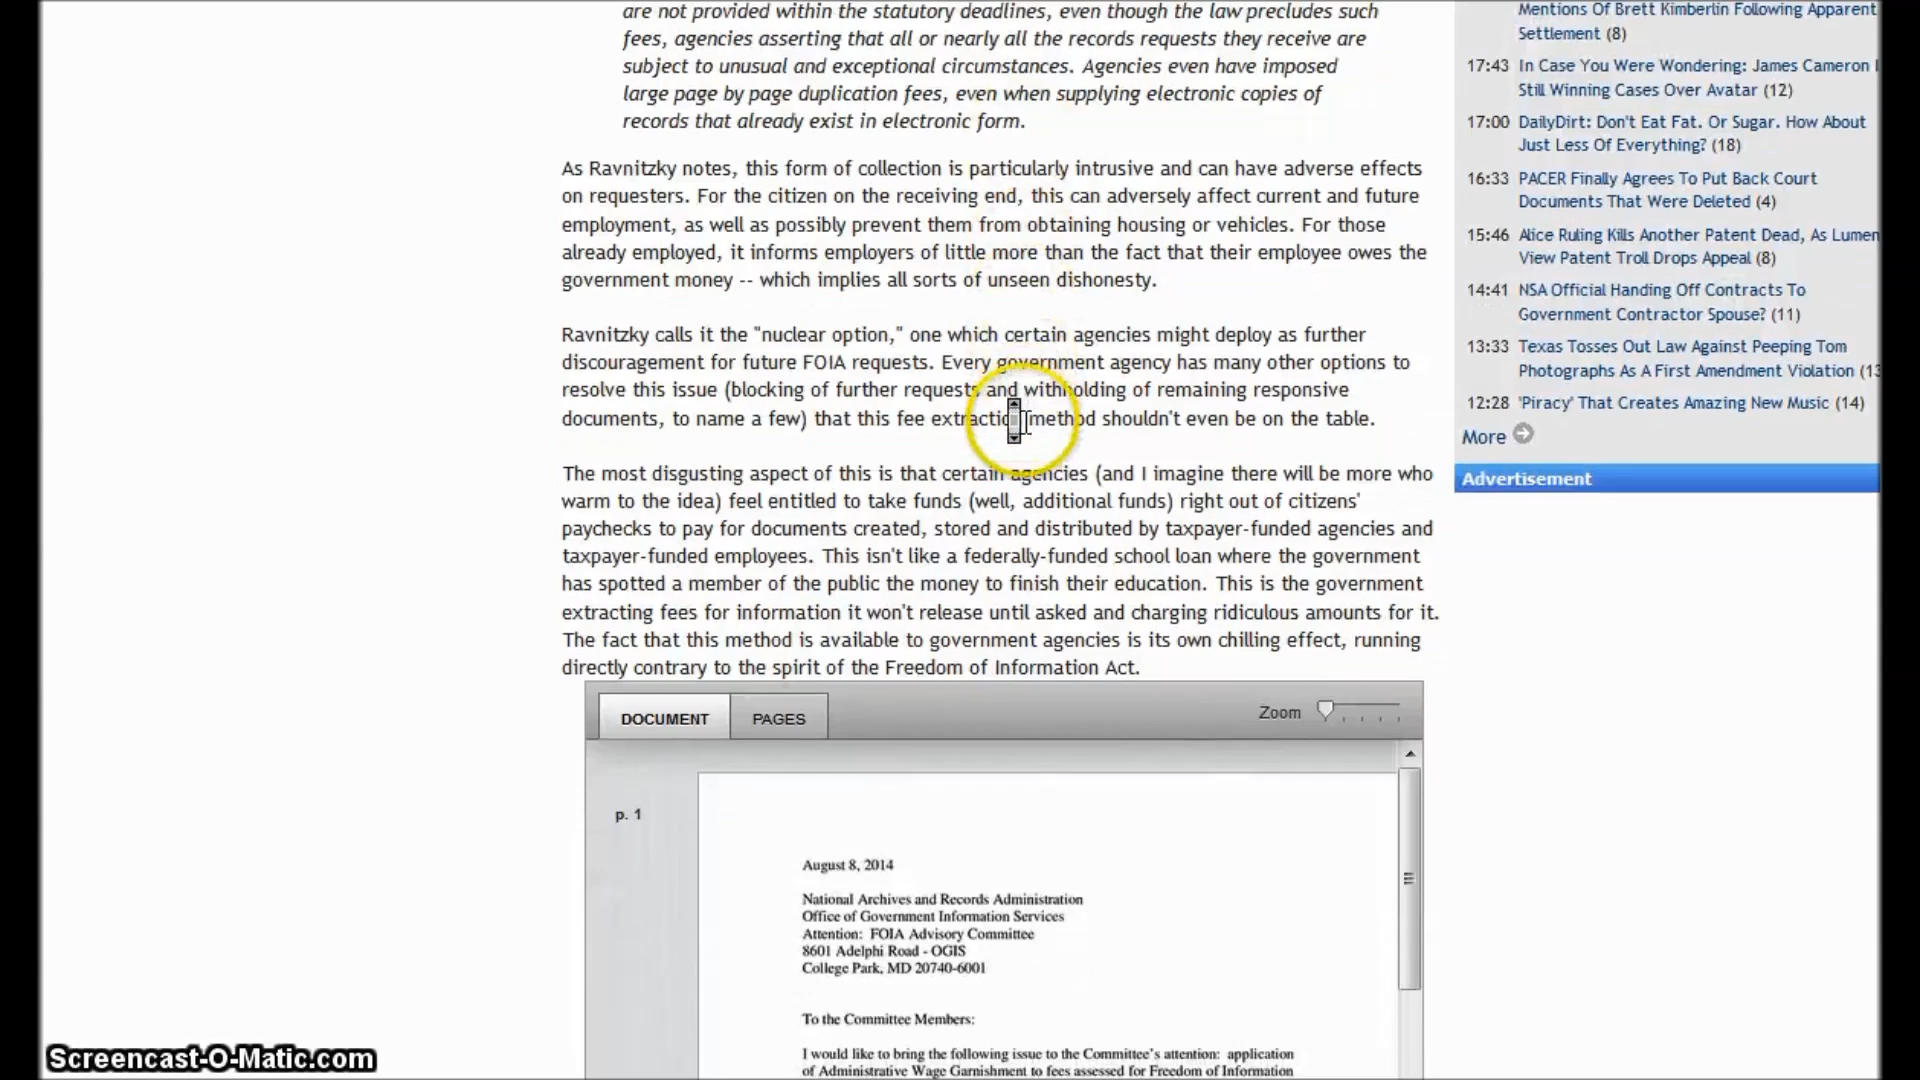 are not provided within the statutory deadlines, even though the law precludes such
fees, agencies asserting that all or nearly all the records requests they receive are
subject to unusual and exceptional circumstances. Agencies even have imposed
large page by page duplication fees, even when supplying electronic copies of
records that already exist in electronic form.
As Ravnitzky notes, this form of collection is particularly intrusive and can have adverse effects
on requesters. For the citizen on the receiving end, this can adversely affect current and future
employment, as well as possibly prevent them from obtaining housing or vehicles. For those
already employed, it informs employers of little more than the fact that their employee owes the
government money -- which implies all sorts of unseen dishonesty.
Ravnitzky calls it the "nuclear option," one which certain agencies might deploy as further
discouragement for future FOIA requests. Every government agency has many other options to
resolve this issue (blocking of further requests and withholding of remaining responsive
documents, to name a few) that this fee extraction method shouldn't even be on the table.
The most disgusting aspect of this is that certain agencies (and I imagine there will be more who
warm to the idea) feel entitled to take funds (well, additional funds) right out of citizens'
paychecks to pay for documents created, stored and distributed by taxpayer-funded agencies and
taxpayer-funded employees. This isn't like a federally-funded school loan where the government
has spotted a member of the public the money to finish their education. This is the government
extracting fees for information it won't release until asked and charging ridiculous amounts for it.
The fact that this method is available to government agencies is its own chilling effect, running
directly contrary to the spirit of the Freedom of Information Act.
DOCUMENT PAGES Zoom
p. 1
August 8, 2014
National Archives and Records Administration
Office of Government Information Services
Attention: FOIA Advisory Committee
8601 Adelphi Road - OGIS
College Park, MD 20740-6001
To the Committee Members:
I would like to bring the following issue to the Committee's attention: application
of Administrative Wage Garnishment to fees assessed for Freedom of Information
Mentions Of Brett Kimberlin Following Apparent
Settlement (8)
17:43 In Case You Were Wondering: James Cameron I
Still Winning Cases Over Avatar (12)
17:00 DailyDirt: Don't Eat Fat. Or Sugar. How About
Just Less Of Everything? (18)
16:33 PACER Finally Agrees To Put Back Court
Documents That Were Deleted (4)
15:46 Alice Ruling Kills Another Patent Dead, As Lumen
View Patent Troll Drops Appeal (8)
14:41 NSA Official Handing Off Contracts To
Government Contractor Spouse? (11)
13:33 Texas Tosses Out Law Against Peeping Tom
Photographs As A First Amendment Violation (13
12:28 'Piracy' That Creates Amazing New Music (14)
More
Advertisement
Screencast-O-Matic.com